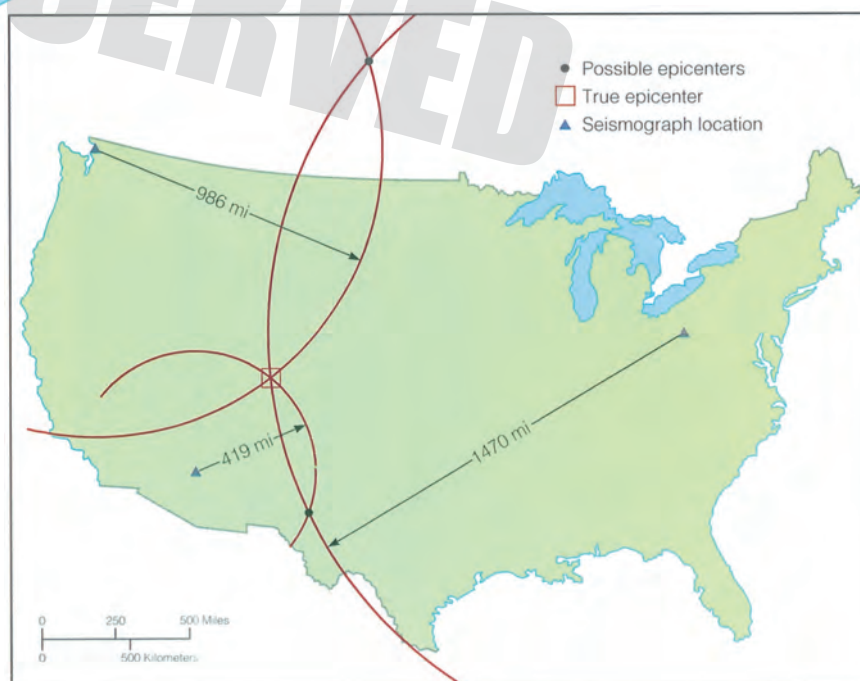 SERVED
Possible epicenters
True epicenter
Seismograph location
986 mi
419 mi
1470 mi
0 250 500 Miles
0 500 Kilometers